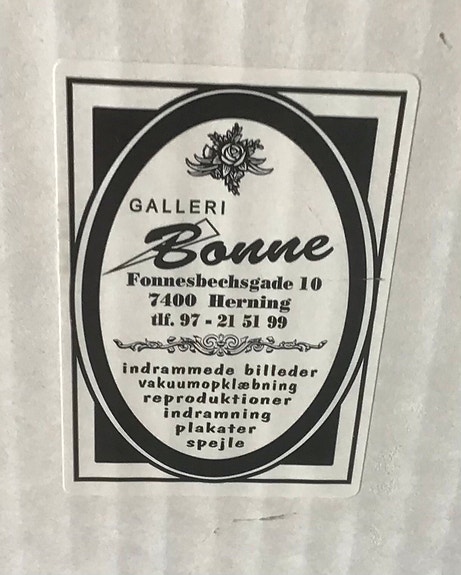 GALLERI
Bonne
Fonnesbechsgade 10
7400 Herning
tlf. 97 - 21 51 99
indrammede billeder
vakuumopklæbning
reproduktioner
indramning
plakater
spejle